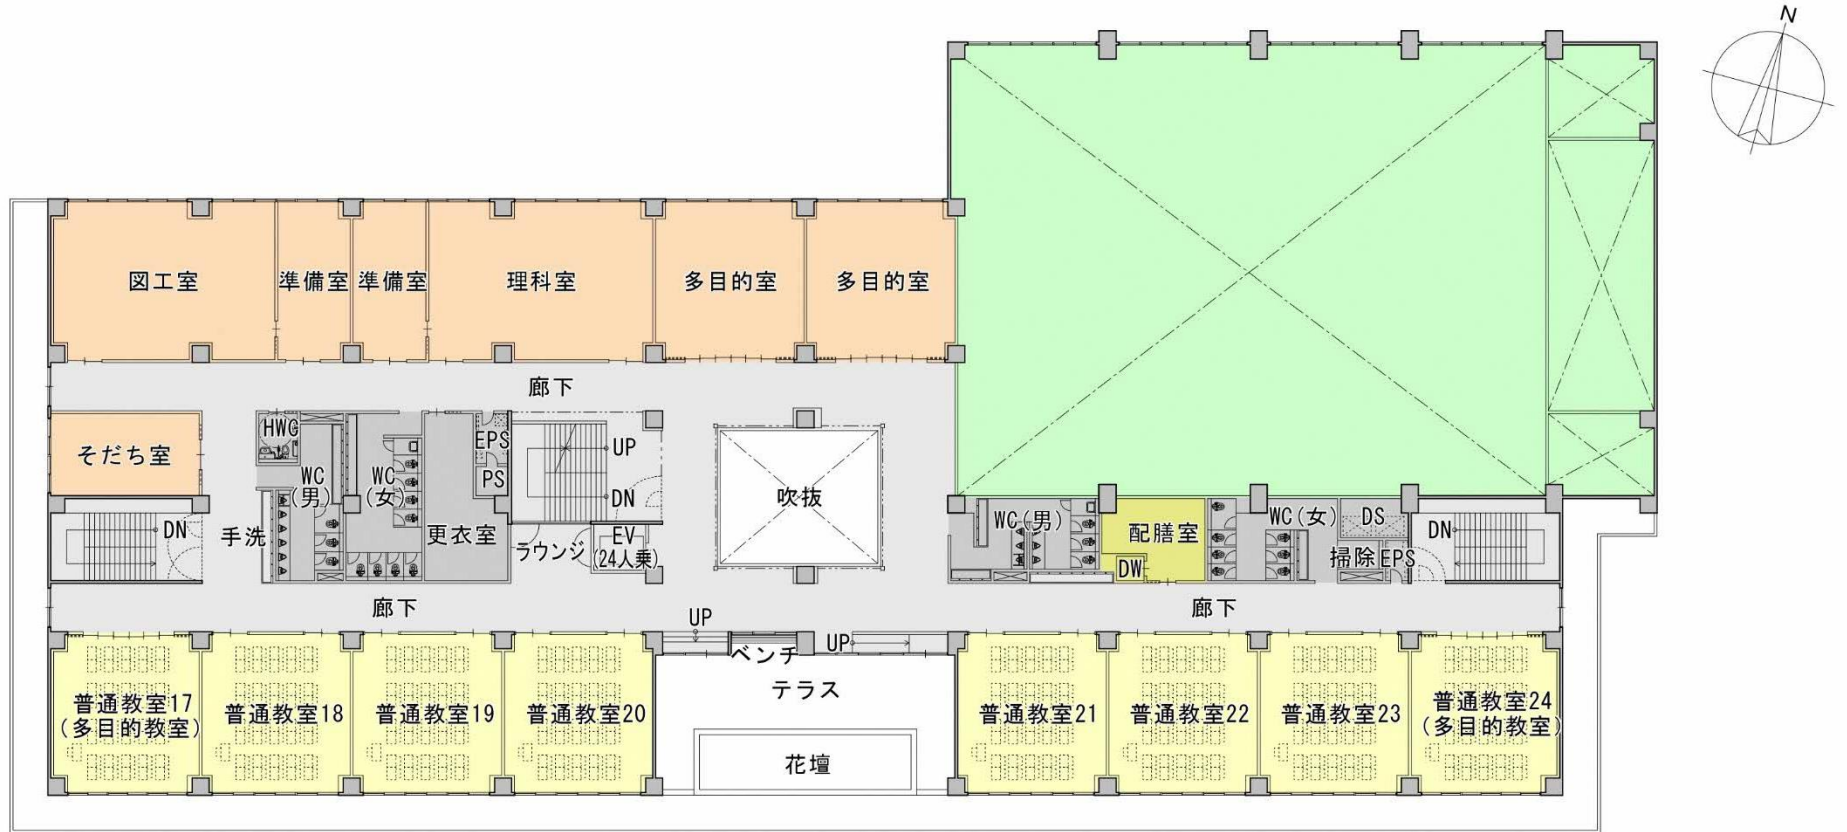 N
図工室
準備室
準備室
理科室
多目的室
多目的室
廊下
そだち室
HWC
WC
(男)
WC
(女)
EPS
PS
UP
DN
吹抜
DN
手洗
更衣室
ラウンジ
EV
(24人乗)
WC(男)
配膳室
DW
WC(女)
DS
掃除
EPS
DN
廊下
廊下
UP
UP
ベンチ
テラス
花壇
普通教室17
(多目的教室)
普通教室18
普通教室19
普通教室20
普通教室21
普通教室22
普通教室23
普通教室24
(多目的教室)